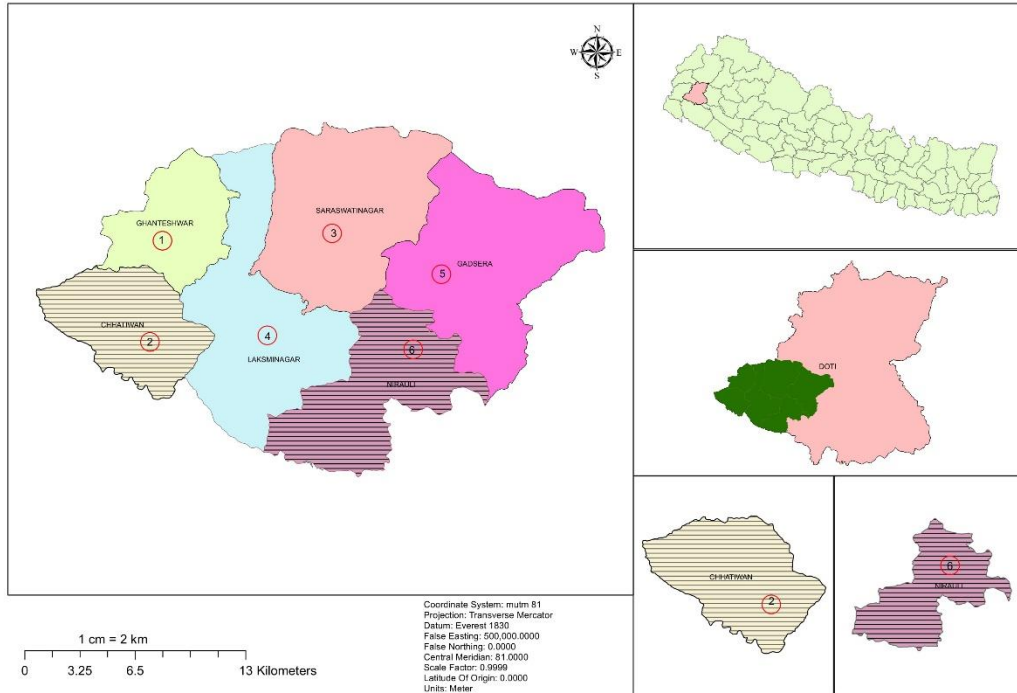 N
W E
S
GHANTESHWAR
1
SARASWATINAGAR
3
GADSERA
5
CHHATIWAN
2
4
LAKSMINAGAR
6
NIRAULI
DOTI
CHHATIWAN
2
6
NIRAULI
1 cm = 2 km
0 3.25 6.5 13 Kilometers
Coordinate System: mutm 81
Projection: Transverse Mercator
Datum: Everest 1830
False Easting: 500,000.0000
False Northing: 0.0000
Central Meridian: 81.0000
Scale Factor: 0.9999
Latitude Of Origin: 0.0000
Units: Meter